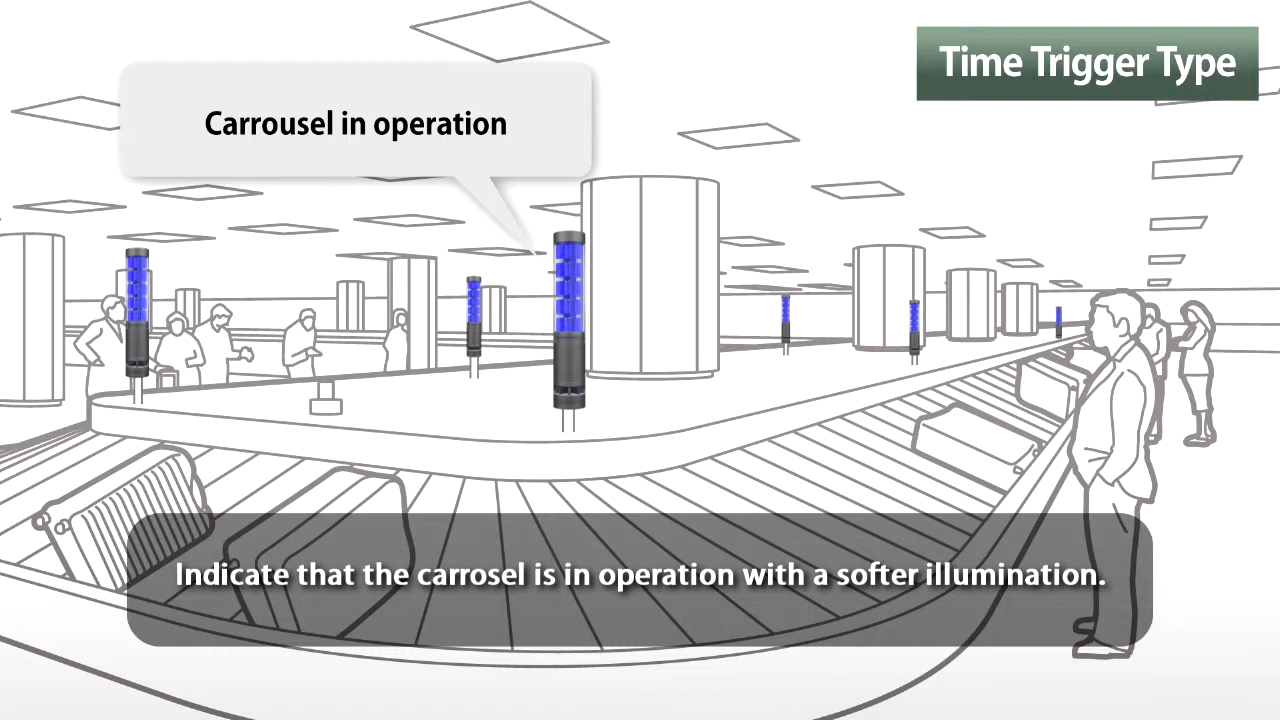 Time Trigger Type
Carrousel in operation
Indicate that the carrosel is in operation with a softer illumination.